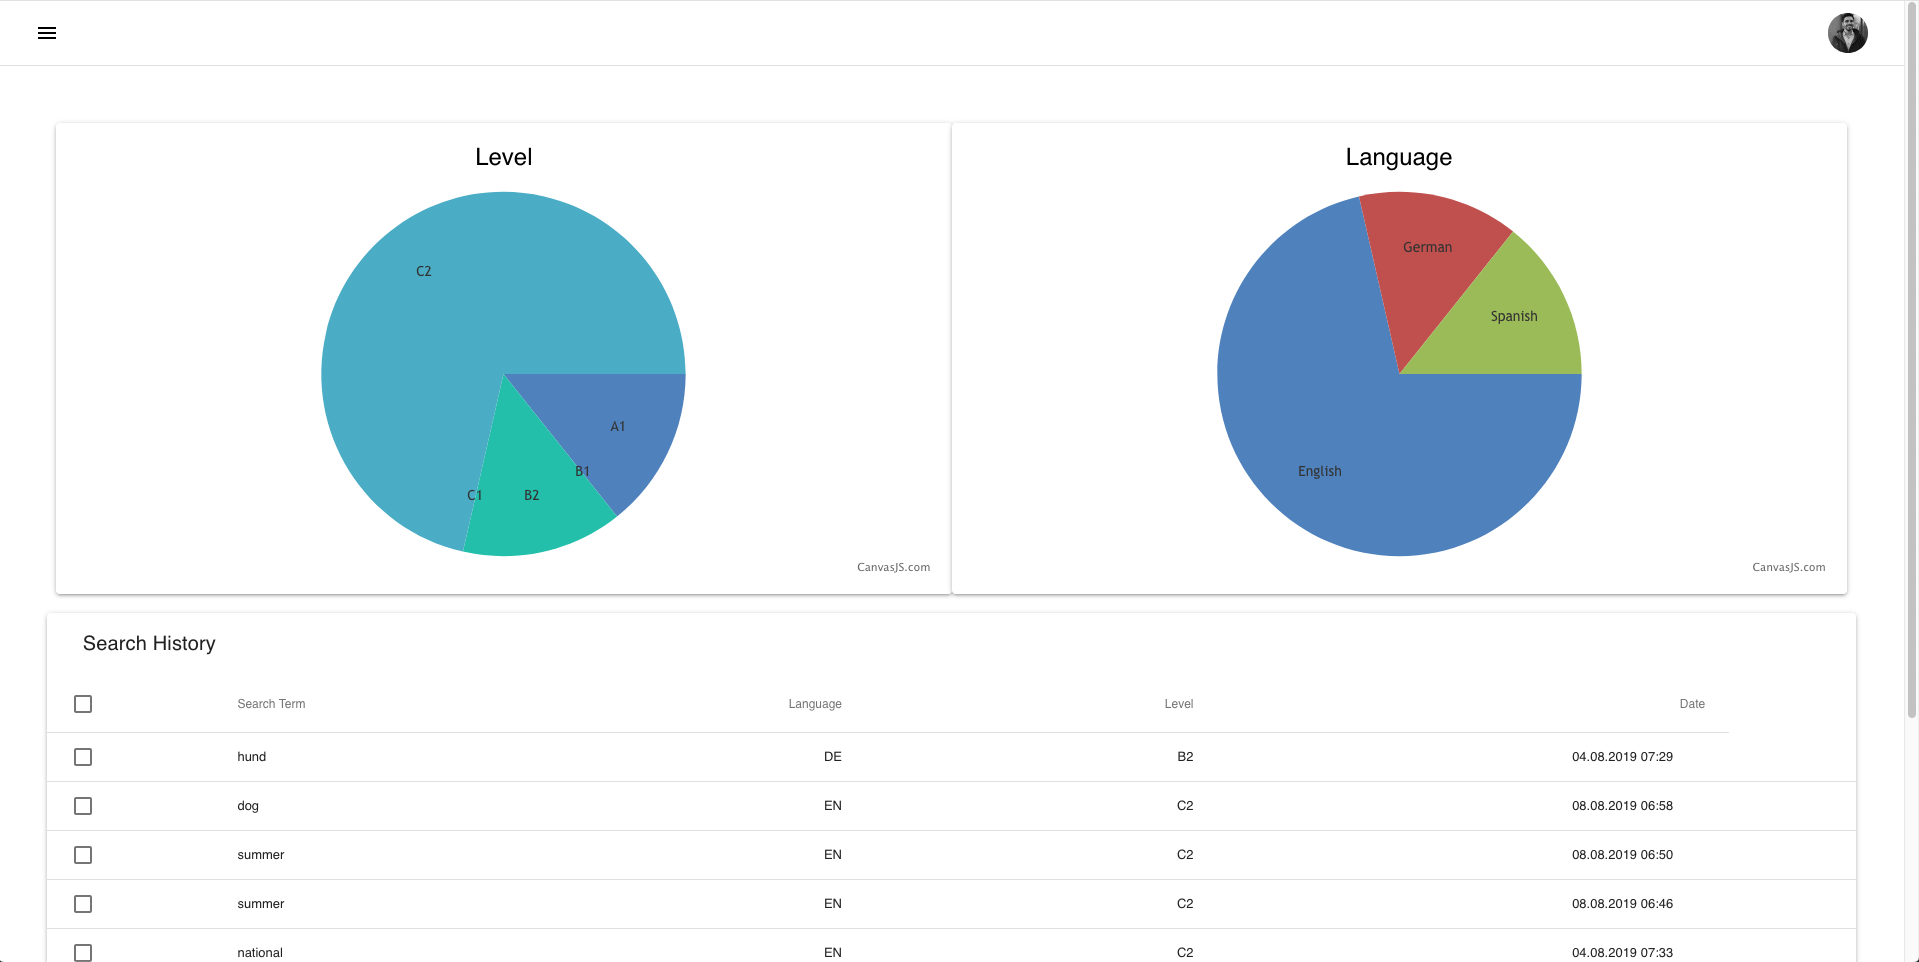 Level
C2
A1
B1
C1
B2
CanvasJS.com
Language
German
Spanish
English
CanvasJS.com
Search History
Search Term Language Level Date
hund DE B2 04.08.2019 07:29
dog EN C2 08.08.2019 06:58
summer EN C2 08.08.2019 06:50
summer EN C2 08.08.2019 06:46
national EN C2 04.08.2019 07:33